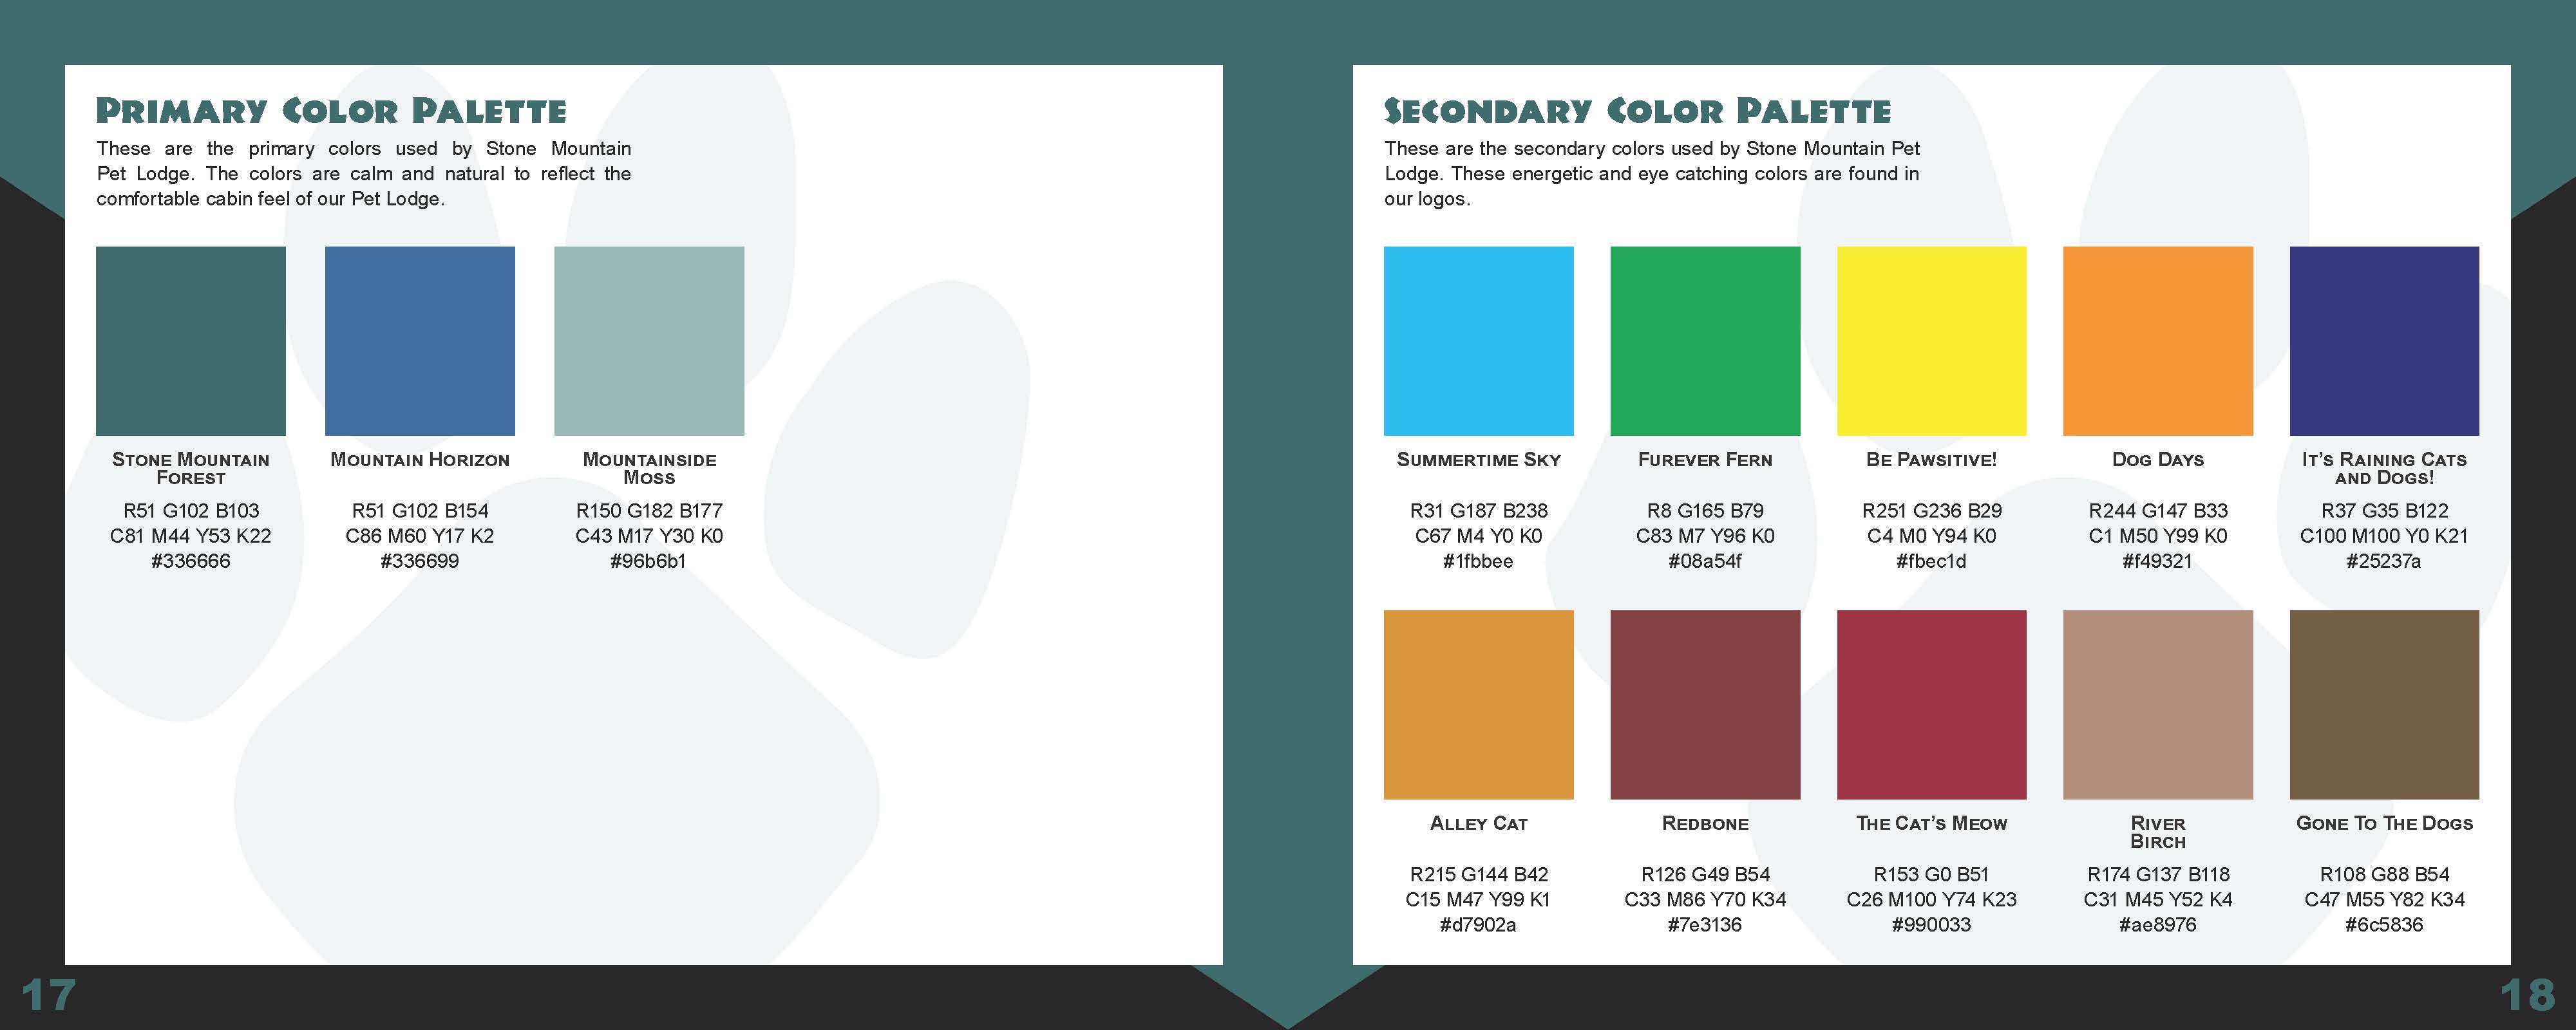 Primary Color Palette
These are the primary colors used by Stone Mountain
Pet Lodge. The colors are calm and natural to reflect the
comfortable cabin feel of our Pet Lodge.
Stone Mountain
Forest
R51 G102 B103
C81 M44 Y53 K22
#336666
Mountain Horizon
R51 G102 B154
C86 M60 Y17 K2
#336699
Mountainside
Moss
R150 G182 B177
C43 M17 Y30 K0
#96b6b1
17
Secondary Color Palette
These are the secondary colors used by Stone Mountain Pet
Lodge. These energetic and eye catching colors are found in
our logos.
Summertime Sky
R31 G187 B238
C67 M4 Y0 K0
#1fbbee
Furever Fern
R8 G165 B79
C83 M7 Y96 K0
#08a54f
Be Pawsitive!
R251 G236 B29
C4 M0 Y94 K0
#fbec1d
Dog Days
R244 G147 B33
C1 M50 Y99 K0
#f49321
It's Raining Cats
and Dogs!
R37 G35 B122
C100 M100 Y0 K21
#25237a
Alley Cat
R215 G144 B42
C15 M47 Y99 K1
#d7902a
Redbone
R126 G49 B54
C33 M86 Y70 K34
#7e3136
The Cat's Meow
R153 G0 B51
C26 M100 Y74 K23
#990033
River
Birch
R174 G137 B118
C31 M45 Y52 K4
#ae8976
Gone To The Dogs
R108 G88 B54
C47 M55 Y82 K34
#6c5836
18